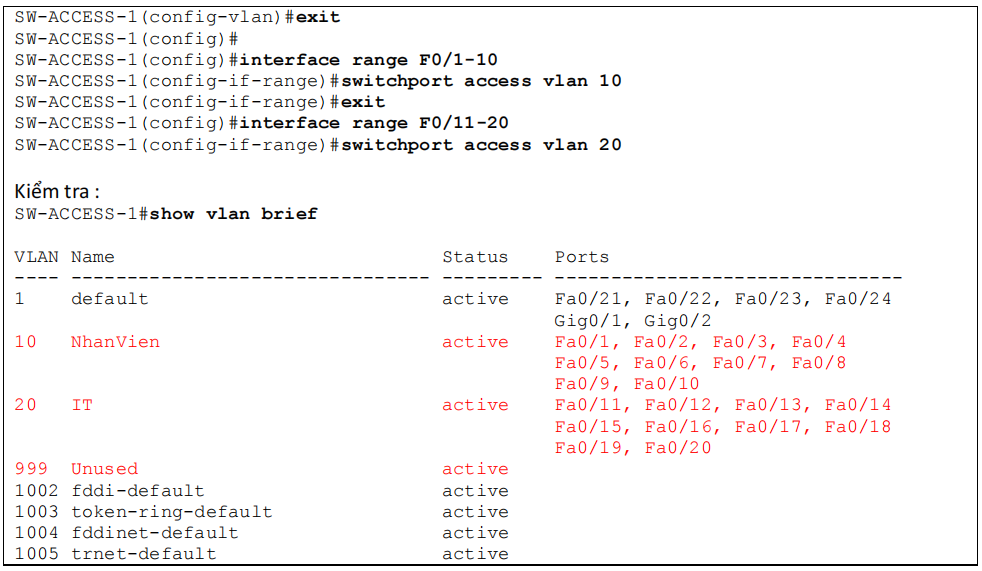 SW-ACCESS-1(config-vlan)#exit
SW-ACCESS-1(config)#
SW-ACCESS-1(config)#interface range F0/1-10
SW-ACCESS-1(config-if-range)#switchport access vlan 10
SW-ACCESS-1(config-if-range)#exit
SW-ACCESS-1(config)#interface range F0/11-20
SW-ACCESS-1(config-if-range)#switchport access vlan 20
Kiểm tra :
SW-ACCESS-1#show vlan brief
VLAN Name                             Status    Ports
---- -------------------------------- --------- -------------------------------
1    default                          active    Fa0/21, Fa0/22, Fa0/23, Fa0/24
                                                Gig0/1, Gig0/2
10   NhanVien                         active    Fa0/1, Fa0/2, Fa0/3, Fa0/4
                                                Fa0/5, Fa0/6, Fa0/7, Fa0/8
                                                Fa0/9, Fa0/10
20   IT                               active    Fa0/11, Fa0/12, Fa0/13, Fa0/14
                                                Fa0/15, Fa0/16, Fa0/17, Fa0/18
                                                Fa0/19, Fa0/20
999  Unused                           active
1002 fddi-default                     active
1003 token-ring-default               active
1004 fddinet-default                  active
1005 trnet-default                    active